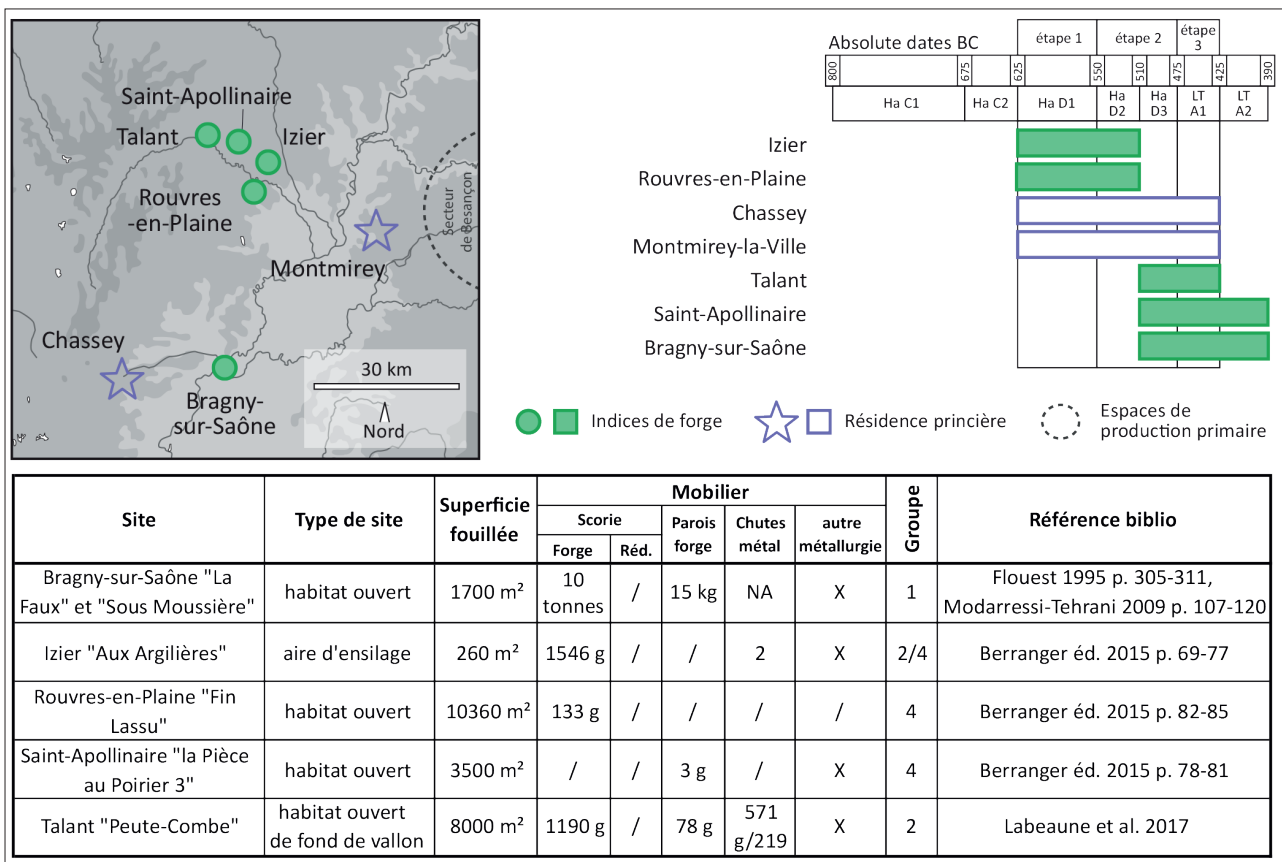 Saint-Apollinaire
Talant
Izier
Rouvres
-en-Plaine
Secteur
de Besançon
Montmirey
Chassey
Bragny-
sur-Saône
30 km
Nord
Absolute dates BC
étape 1
étape 2
étape
3
800
675
625
550
510
475
425
390
Ha C1
Ha C2
Ha D1
Ha
D2
Ha
D3
LT
A1
LT
A2
Izier
Rouvres-en-Plaine
Chassey
Montmirey-la-Ville
Talant
Saint-Apollinaire
Bragny-sur-Saône
Indices de forge
Résidence princière
Espaces de
production primaire
Site
Type de site
Superficie
fouillée
Mobilier
Scorie
Forge
Réd.
Parois
forge
Chutes
métal
autre
métallurgie
Groupe
Référence biblio
Bragny-sur-Saône "La
Faux" et "Sous Moussière"
habitat ouvert
1700 m²
10
tonnes
/
15 kg
NA
X
1
Flouest 1995 p. 305-311,
Modarressi-Tehrani 2009 p. 107-120
Izier "Aux Argilières"
aire d'ensilage
260 m²
1546 g
/
/
2
X
2/4
Berranger éd. 2015 p. 69-77
Rouvres-en-Plaine "Fin
Lassu"
habitat ouvert
10360 m²
133 g
/
/
/
/
4
Berranger éd. 2015 p. 82-85
Saint-Apollinaire "la Pièce
au Poirier 3"
habitat ouvert
3500 m²
/
/
3 g
/
X
4
Berranger éd. 2015 p. 78-81
Talant "Peute-Combe"
habitat ouvert
de fond de vallon
8000 m²
1190 g
/
78 g
571
g/219
X
2
Labeaune et al. 2017